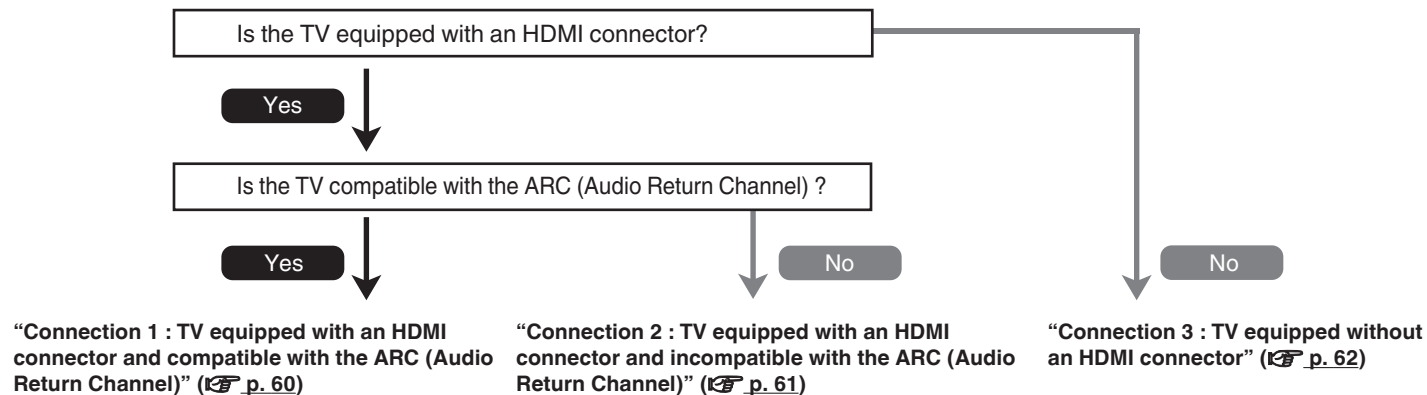 Is the TV equipped with an HDMI connector?
Yes
Is the TV compatible with the ARC (Audio Return Channel) ?
Yes
No
No
“Connection 1 : TV equipped with an HDMI
connector and compatible with the ARC (Audio
Return Channel)” (☞ p. 60)
“Connection 2 : TV equipped with an HDMI
connector and incompatible with the ARC (Audio
Return Channel)” (☞ p. 61)
“Connection 3 : TV equipped without
an HDMI connector” (☞ p. 62)